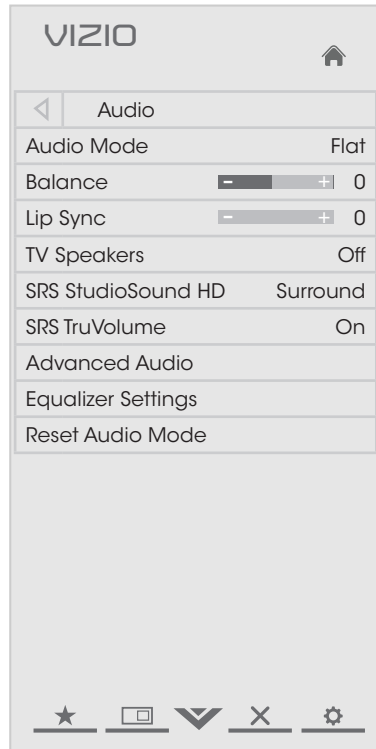 VIZIO
Audio
Audio Mode Flat
Balance - + 0
Lip Sync - + 0
TV Speakers Off
SRS StudioSound HD Surround
SRS TruVolume On
Advanced Audio
Equalizer Settings
Reset Audio Mode